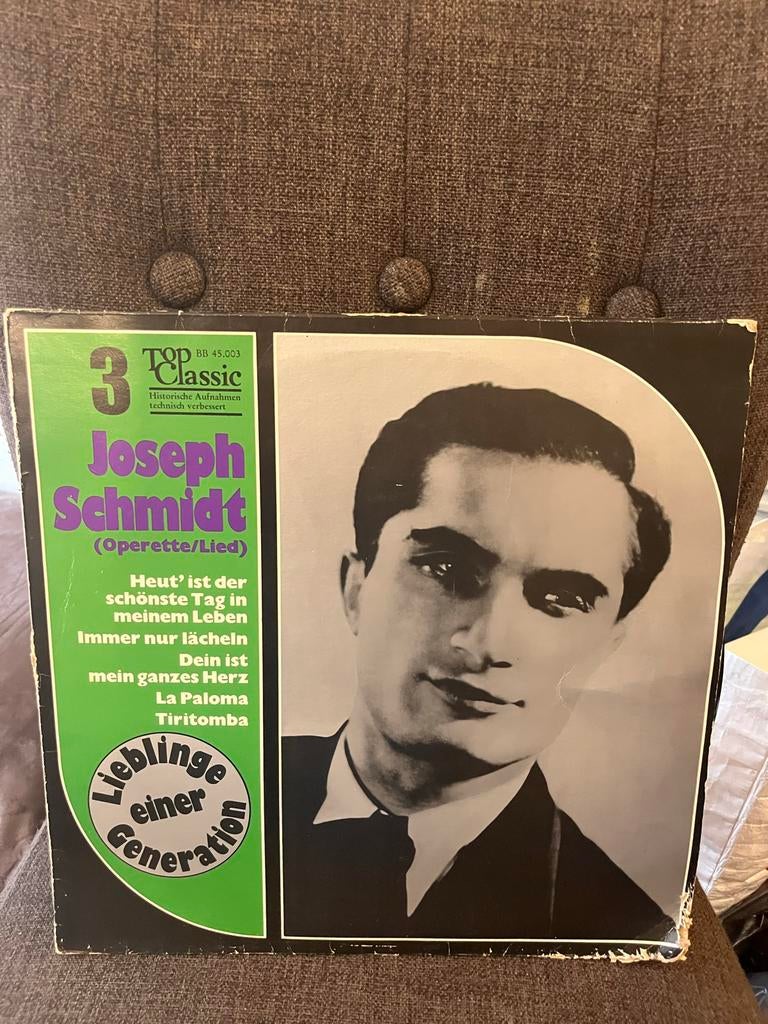 3
Top Classic
BB 45.003
Historische Aufnahmen
technisch verbessert
Joseph
Schmidt
(Operette/Lied)
Heut' ist der
schönste Tag in
meinem Leben
Immer nur lächeln
Dein ist
mein ganzes Herz
La Paloma
Tiritomba
Lieblinge
einer
Generation